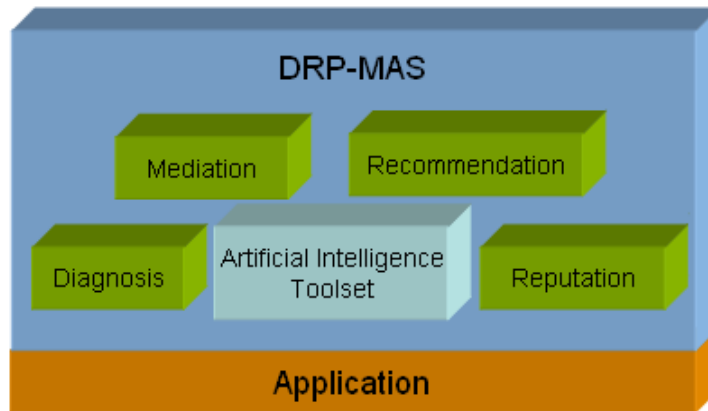 DRP-MAS
Mediation
Recommendation
Diagnosis
Artificial Intelligence
Toolset
Reputation
Application